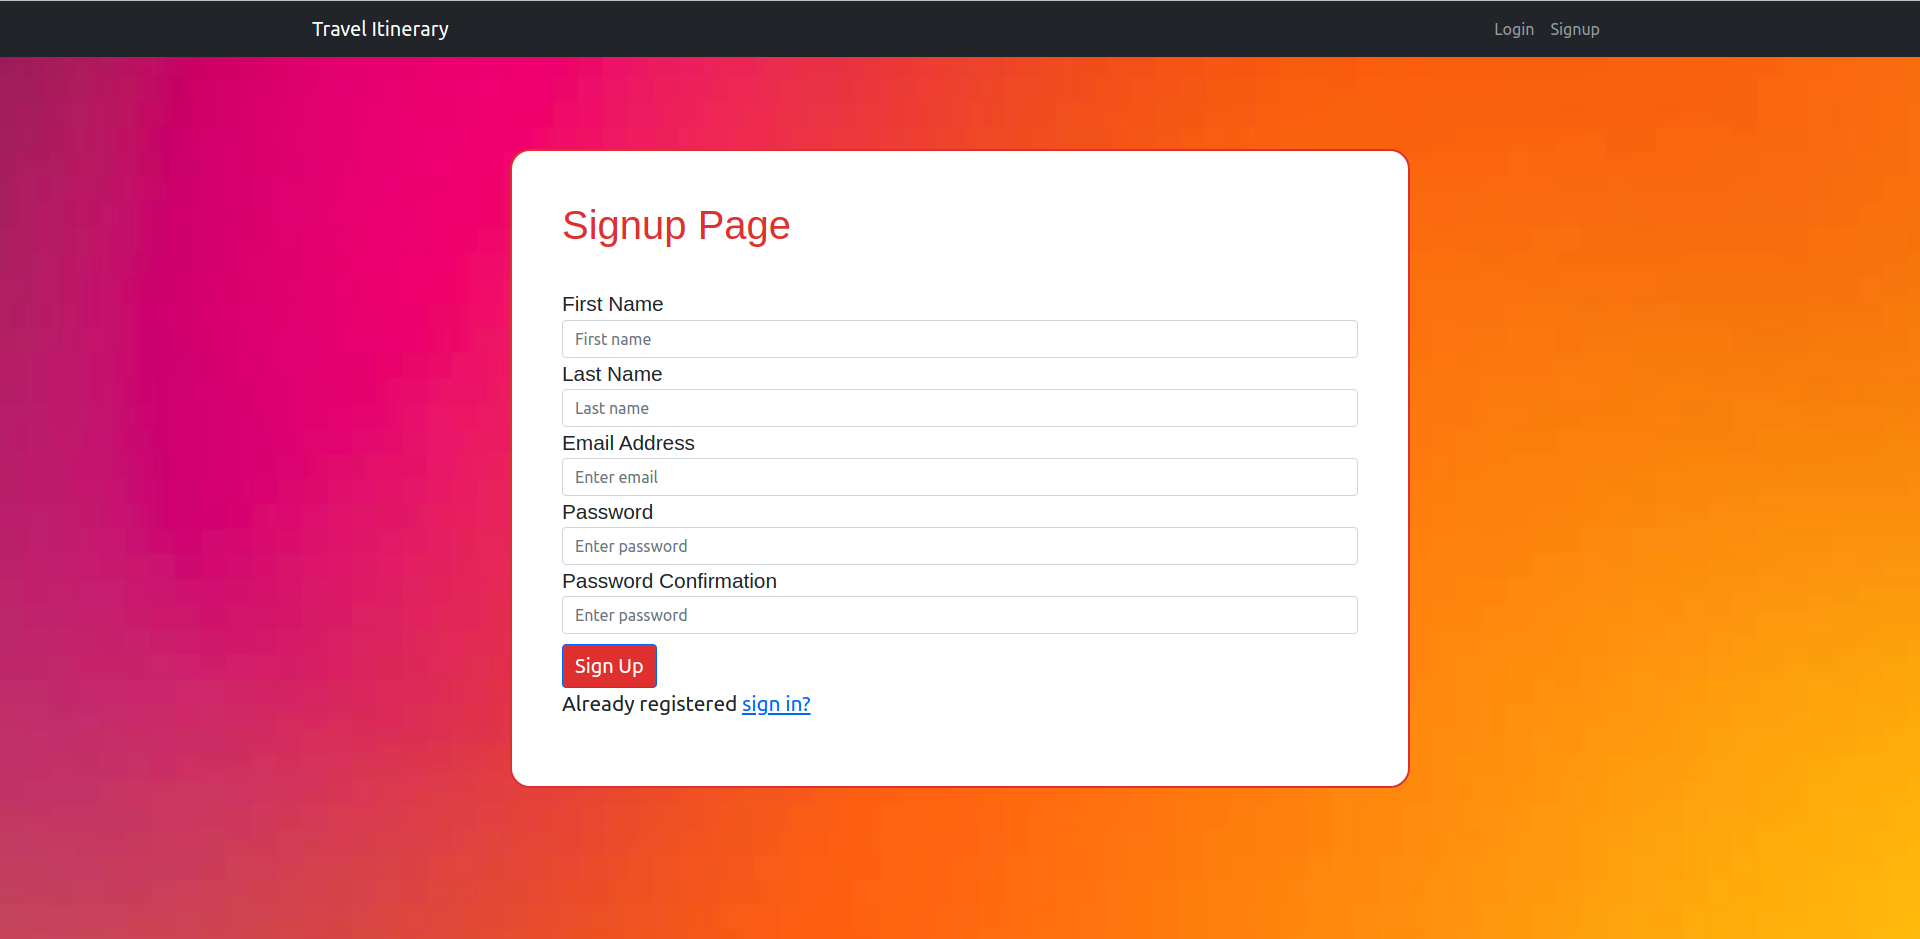 Travel Itinerary
Login Signup
Signup Page
First Name
First name
Last Name
Last name
Email Address
Enter email
Password
Enter password
Password Confirmation
Enter password
Sign Up
Already registered sign in?